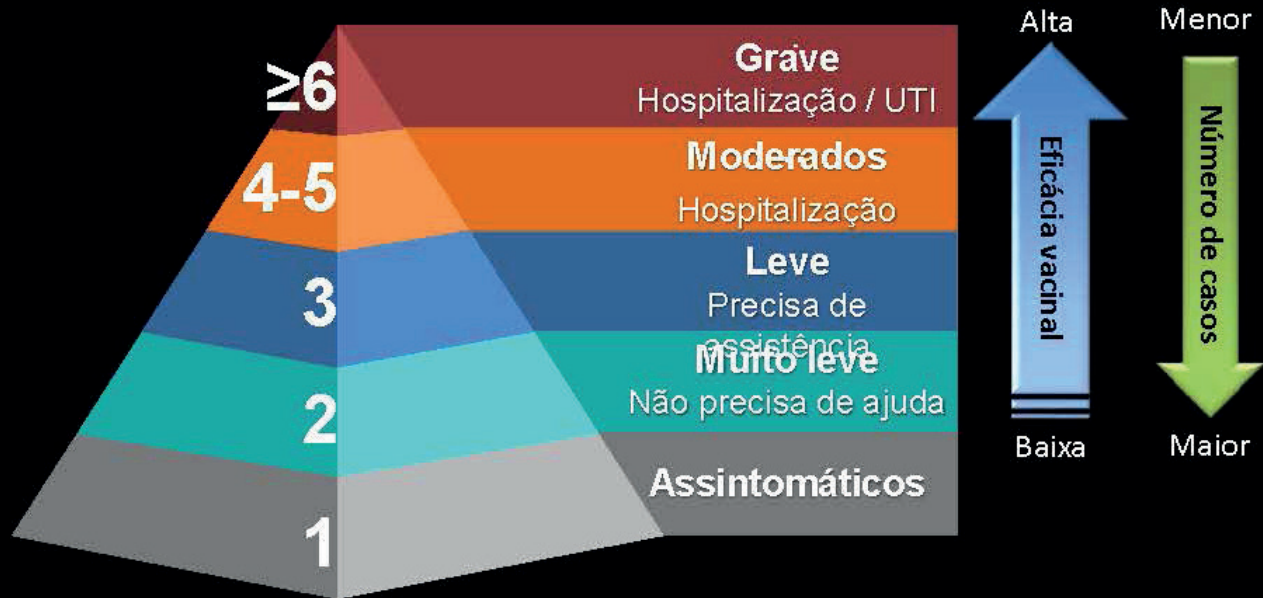 ≥6
Grave
Hospitalização / UTI
4-5
Moderados
Hospitalização
3
Leve
Precisa de
assistência
2
Muito leve
Não precisa de ajuda
1
Assintomáticos
Alta
Eficácia vacinal
Baixa
Menor
Número de casos
Maior